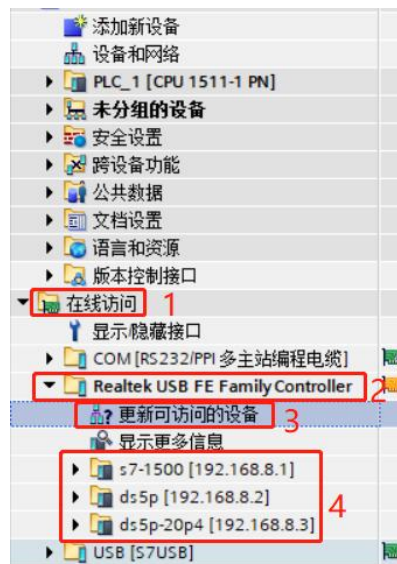 添加新设备
设备和网络
PLC_1 [CPU 1511-1 PN]
未分组的设备
安全设置
跨设备功能
公共数据
文档设置
语言和资源
版本控制接口
在线访问 1
显示/隐藏接口
COM [RS232/PPI 多主站编程电缆]
Realtek USB FE Family Controller 2
更新可访问的设备 3
显示更多信息
s7-1500 [192.168.8.1]
ds5p [192.168.8.2] 4
ds5p-20p4 [192.168.8.3]
USB [S7USB]